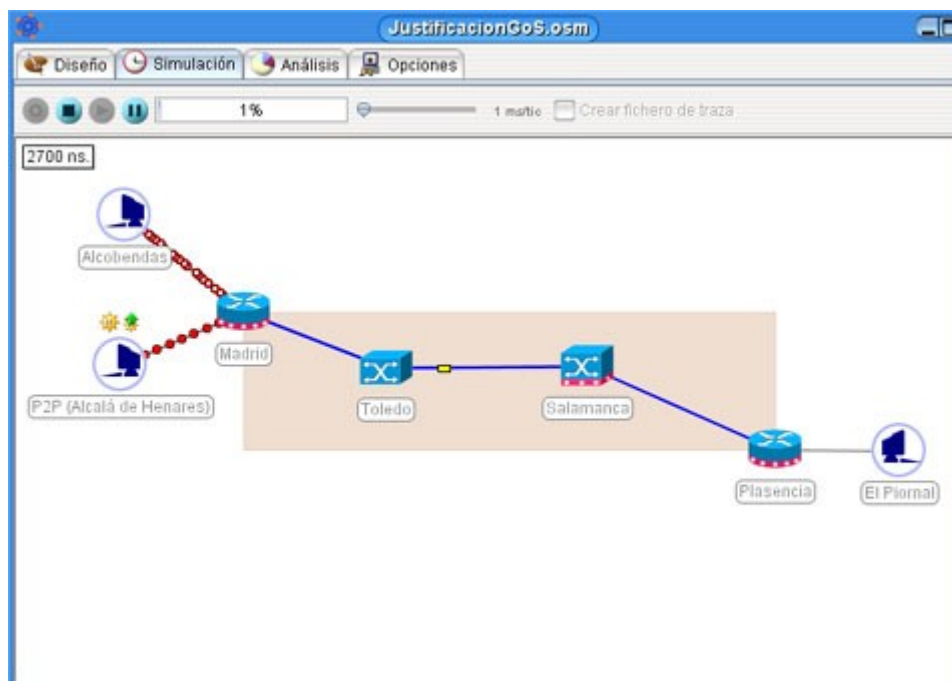 JustificacionGoS.osm
Diseño Simulación Análisis Opciones
1% 1 ms/tic Crear fichero de traza
2700 ns.
Alcobendas
Madrid
P2P (Alcalá de Henares)
Toledo
Salamanca
Plasencia
El Piornal